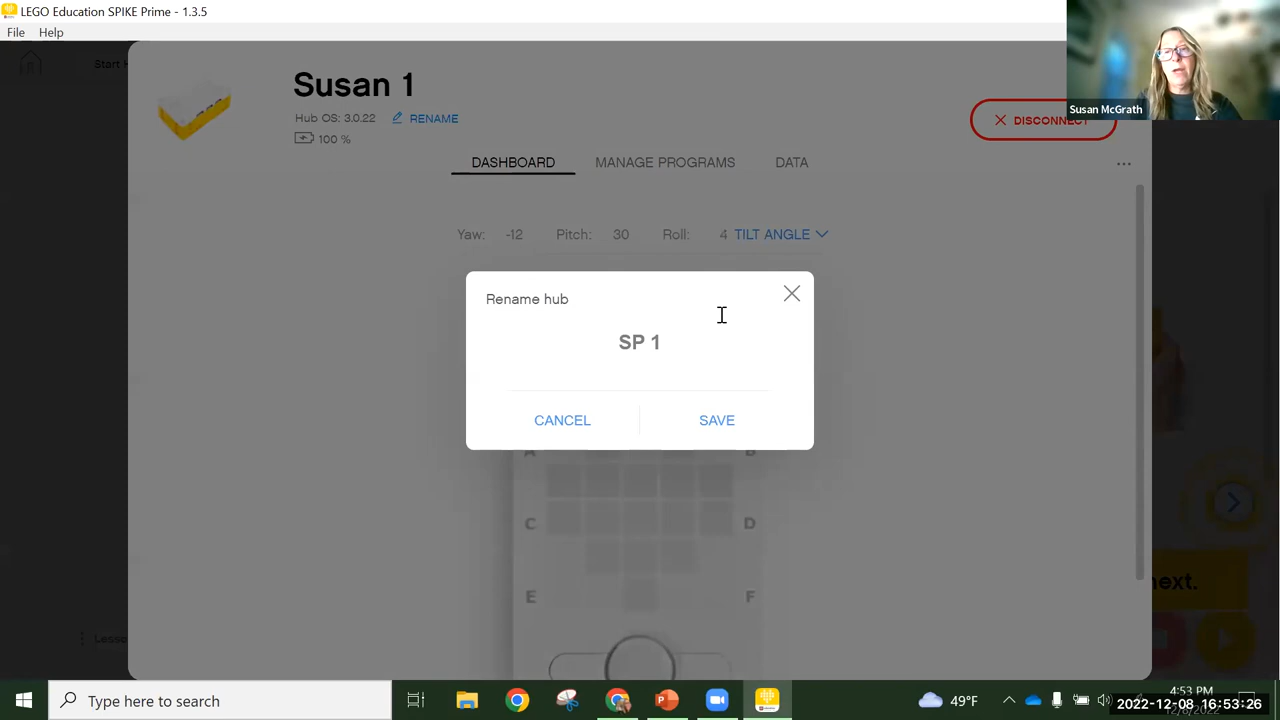 LEGO Education SPIKE Prime - 1.3.5
File Help
Start
Susan 1
Hub OS: 3.0.22 RENAME
100 %
DISCONNECT
Susan McGrath
DASHBOARD MANAGE PROGRAMS DATA
Yaw: -12 Pitch: 30 Roll: 4 TILT ANGLE
Rename hub
SP 1
CANCEL SAVE
A B
C D
E F
next.
Lesso
Type here to search
49°F
4:53 PM
2022-12-08 16:53:26